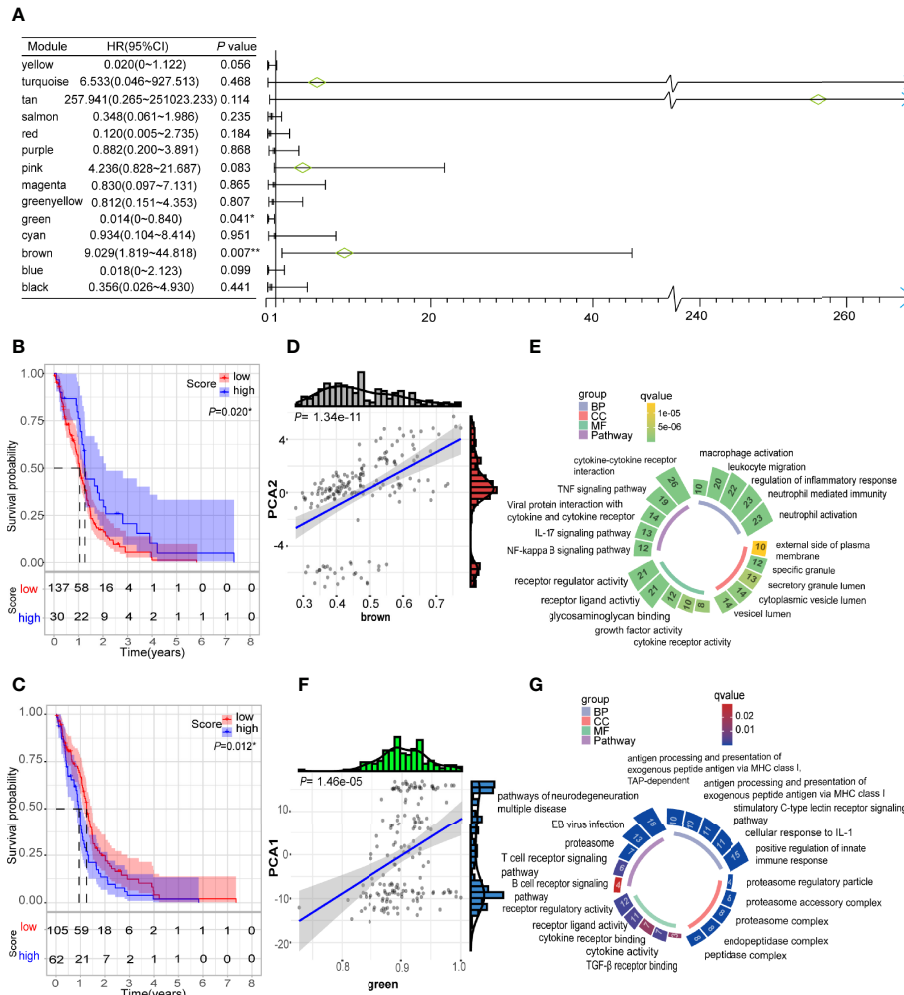 A
Module HR(95%CI) P value
yellow 0.020(0~1.122) 0.056
turquoise 6.533(0.046~927.513) 0.468
tan 257.941(0.265~251023.233) 0.114
salmon 0.348(0.061~1.986) 0.235
red 0.120(0.005~2.735) 0.184
purple 0.882(0.200~3.891) 0.868
pink 4.236(0.828~21.687) 0.083
magenta 0.830(0.097~7.131) 0.865
greenyellow 0.812(0.151~4.353) 0.807
green 0.014(0~0.840) 0.041*
cyan 0.934(0.104~8.414) 0.951
brown 9.029(1.819~44.818) 0.007**
blue 0.018(0~2.123) 0.099
black 0.356(0.026~4.930) 0.441
0 1 20 40 240 260
B
Survival probability
1.00
0.75
0.50
0.25
0.00
Score low
high
P=0.020*
Score
low 137 58 16 4 1 1 0 0 0
high 30 22 9 4 2 1 1 1 0
0 1 2 3 4 5 6 7 8
Time(years)
D
P= 1.34e-11
PCA2
4
0
-4
0.3 0.4 0.5 0.6 0.7
brown
E
group
BP
CC
MF
Pathway
qvalue
1e-05
5e-06
cytokine-cytokine receptor
interaction
TNF signaling pathway
Viral protein interaction with
cytokine and cytokine receptor
IL-17 signaling pathway
NF-kappa B signaling pathway
receptor regulator activity
receptor ligand activtiy
glycosaminoglycan binding
growth factor activity
cytokine receptor activity
macrophage activation
leukocyte migration
regulation of inflammatory response
neutrophil mediated immunity
neutrophil activation
external side of plasma
membrane
specific granule
secretory granule lumen
cytoplasmic vesicle lumen
vesicel lumen
26
19
14
13
12
21
21
12
10
8
10
20
22
23
23
10
12
13
14
14
C
Survival probability
1.00
0.75
0.50
0.25
0.00
Score low
high
P=0.012*
Score
low 105 59 18 6 2 1 1 1 0
high 62 21 7 2 1 1 0 0 0
0 1 2 3 4 5 6 7 8
Time(years)
F
P= 1.46e-05
PCA1
10
0
-10
-20
0.8 0.9 1.0
green
G
group
BP
CC
MF
Pathway
qvalue
0.02
0.01
antigen processing and presentation of
exogenous peptide antigen via MHC class I,
TAP-dependent
antigen processing and presentation of
exogenous peptide antigen via MHC class I
stimulatory C-type lectin receptor signaling
pathway
cellular response to IL-1
positive regulation of innate
immune response
proteasome regulatory particle
proteasome accessory complex
proteasome complex
endopeptidase complex
peptidase complex
pathways of neurodegeneration
multiple disease
EB virus infection
proteasome
T cell receptor signaling
pathway
B cell receptor signaling
pathway
receptor regulatory activity
receptor ligand activity
cytokine receptor binding
cytokine activity
TGF-β receptor binding